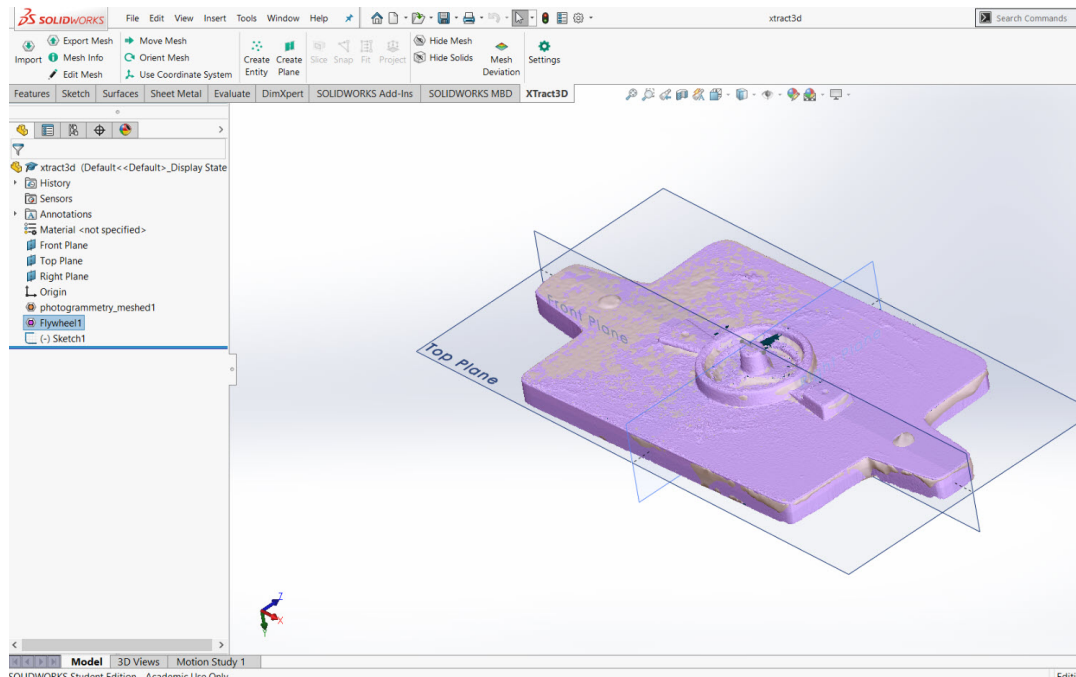 SOLIDWORKS File Edit View Insert Tools Window Help xtract3d Search Commands
Import
Export Mesh
Mesh Info
Edit Mesh
Move Mesh
Orient Mesh
Use Coordinate System
Create Entity
Create Plane
Slice
Snap
Fit
Project
Hide Mesh
Hide Solids
Mesh Deviation
Settings
Features Sketch Surfaces Sheet Metal Evaluate DimXpert SOLIDWORKS Add-Ins SOLIDWORKS MBD XTract3D
xtract3d (Default<<Default>_Display State
History
Sensors
Annotations
Material <not specified>
Front Plane
Top Plane
Right Plane
Origin
photogrammetry_meshed1
Flywheel1
(-) Sketch1
Front Plane
Top Plane
Z
X
Y
Model 3D Views Motion Study 1
SOLIDWORKS Student Edition - Academic Use Only
Editi